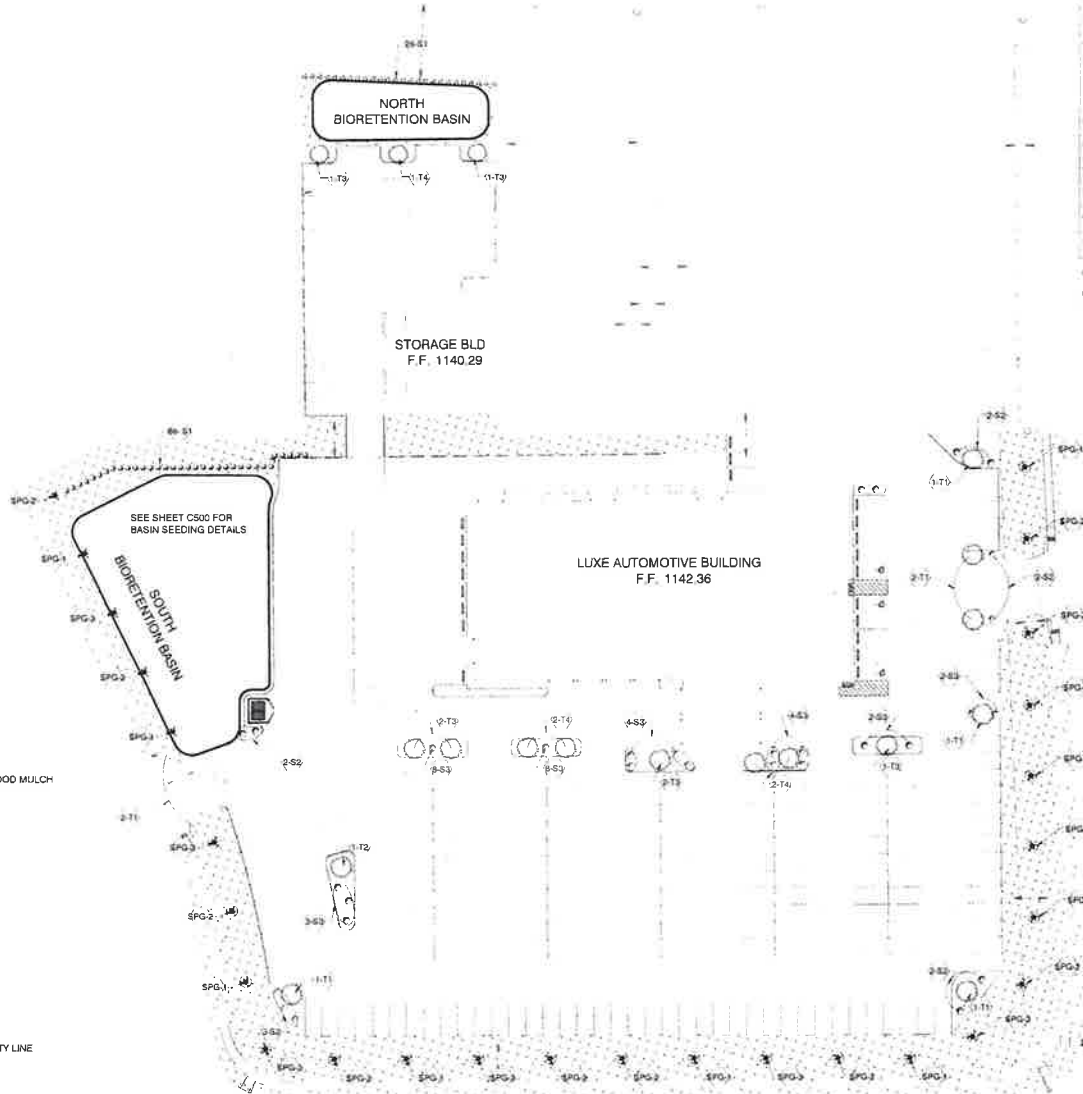 26-S1
NORTH
BIORETENTION BASIN
(1-T3)
(1-T4)
(1-T3)
STORAGE BLD
F.F. 1140.29
86-S1
2-S2
(1-T1)
SPG-2
SEE SHEET C500 FOR
BASIN SEEDING DETAILS
LUXE AUTOMOTIVE BUILDING
F.F. 1142.36
SPG-1
SOUTH
BIORETENTION BASIN
2-T1
2-S2
SPG-3
SPG-3
SPG-3
2-S3
(1-T1)
(2-T3)
(2-T4)
(4-S3)
(4-S3)
2-S3
(8-S3)
(8-S3)
(2-T3)
(2-T4)
(1-T3)
(2-S2)
OOD MULCH
2-T1
SPG-3
(1-T2)
3-S3
SPG-2
SPG-1
(1-T1)
2-S2
(1-T1)
SPG-2
SPG-3
TY LINE
SPG-3
SPG-2
SPG-1
SPG-3
SPG-2
SPG-2
SPG-1
SPG-3
SPG-2
SPG-1